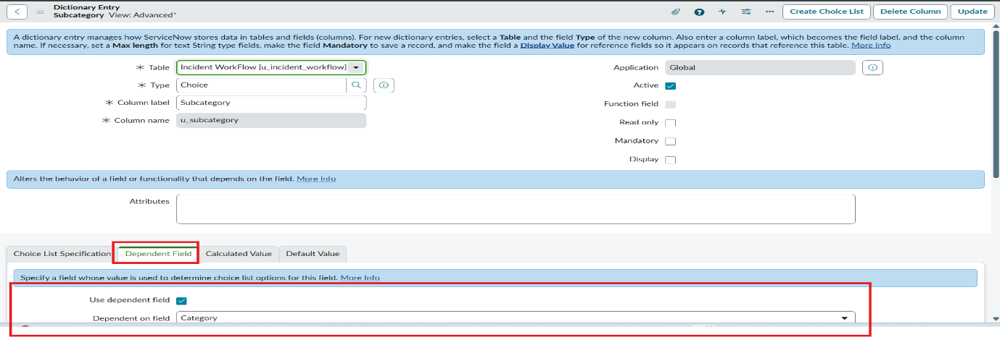 Dictionary Entry
Subcategory View: Advanced*
Create Choice List
Delete Column
Update
A dictionary entry manages how ServiceNow stores data in tables and fields (columns). For new dictionary entries, select a Table and the field Type of the new column. Also enter a column label, which becomes the field label, and the column
name. If necessary, set a Max length for text String type fields, make the field Mandatory to save a record, and make the field a Display Value for reference fields so it appears on records that reference this table. More Info
Table Incident WorkFlow [u_incident_workflow]
Application Global
Type Choice
Active
Column label Subcategory
Function field
Column name u_subcategory
Read only
Mandatory
Display
Alters the behavior of a field or functionality that depends on the field. More Info
Attributes
Choice List Specification Dependent Field Calculated Value Default Value
Specify a field whose value is used to determine choice list options for this field. More Info
Use dependent field
Dependent on field Category